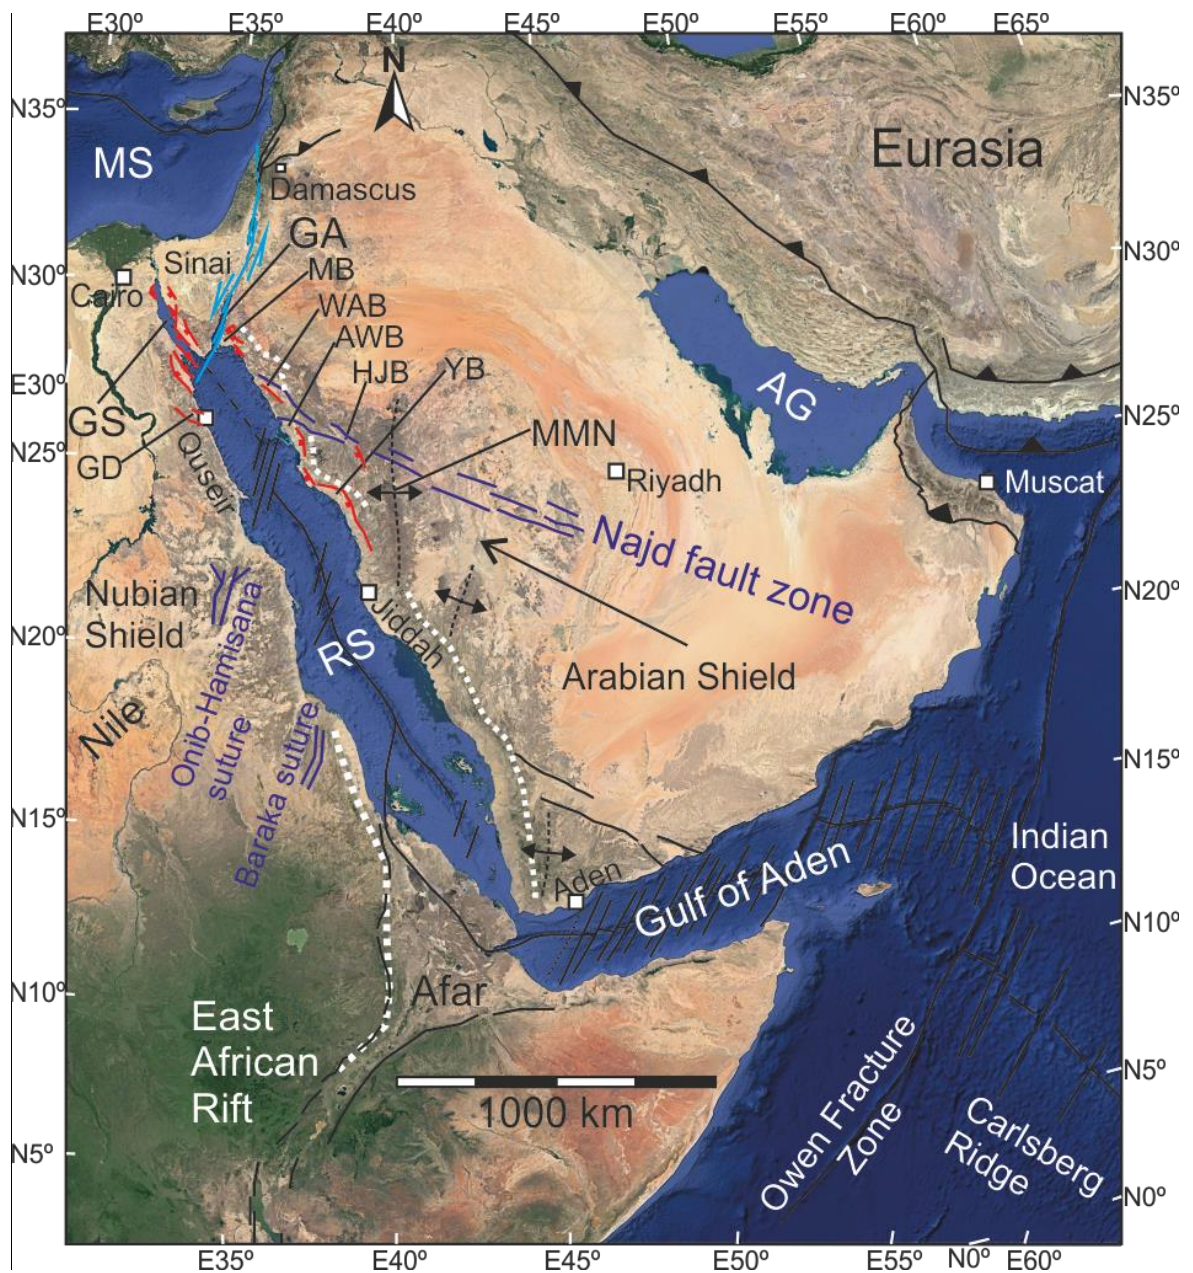 E30º E35º E40º E45º E50º E55º E60º E65º
N
N35º
N35º
MS
Eurasia
Damascus
GA
Sinai
MB
N30º
N30º
Cairo
WAB
AWB
HJB
YB
E30º
AG
GS
MMN
N25º
GD
Quseir
N25º
Riyadh
Muscat
Najd fault zone
Nubian
Shield
Jiddah
N20º
N20º
RS
Arabian Shield
Nile
Onib-Hamisana
suture
Baraka suture
N15º
N15º
Indian
Ocean
Aden
Gulf of Aden
N10º
N10º
Afar
East
African
Rift
1000 km
N5º
Owen Fracture
Zone
Carlsberg
Ridge
N5º
N0º
E35º E40º E45º E50º E55º N0º E60º